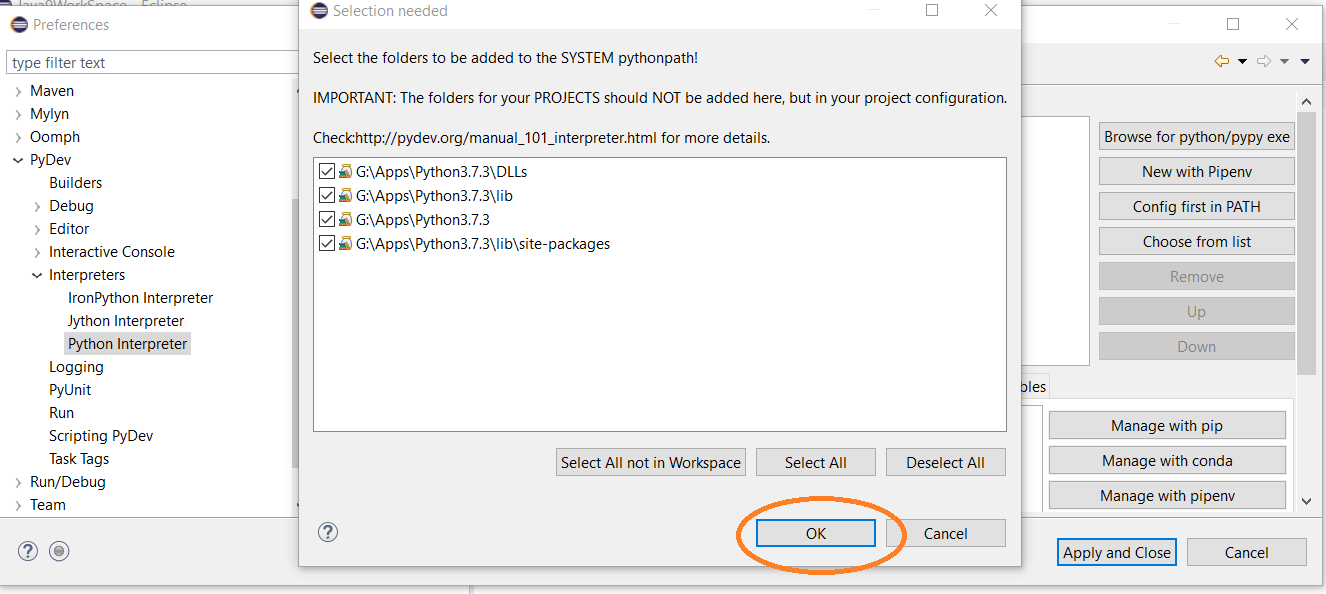 Java9WorkSpace - Eclipse
Preferences
type filter text
Maven
Mylyn
Oomph
PyDev
Builders
Debug
Editor
Interactive Console
Interpreters
IronPython Interpreter
Jython Interpreter
Python Interpreter
Logging
PyUnit
Run
Scripting PyDev
Task Tags
Run/Debug
Team
Selection needed
Select the folders to be added to the SYSTEM pythonpath!
IMPORTANT: The folders for your PROJECTS should NOT be added here, but in your project configuration.
Check:http://pydev.org/manual_101_interpreter.html for more details.
G:\Apps\Python3.7.3\DLLs
G:\Apps\Python3.7.3\lib
G:\Apps\Python3.7.3
G:\Apps\Python3.7.3\lib\site-packages
Select All not in Workspace
Select All
Deselect All
OK
Cancel
Browse for python/pypy exe
New with Pipenv
Config first in PATH
Choose from list
Remove
Up
Down
bles
Manage with pip
Manage with conda
Manage with pipenv
Apply and Close
Cancel